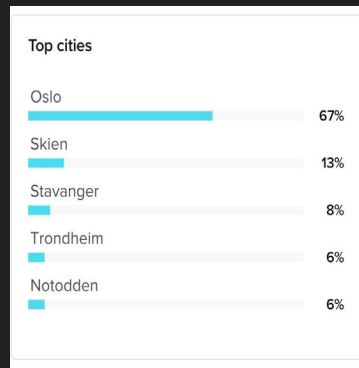 Top cities
Oslo
67%
Skien
13%
Stavanger
8%
Trondheim
6%
Notodden
6%